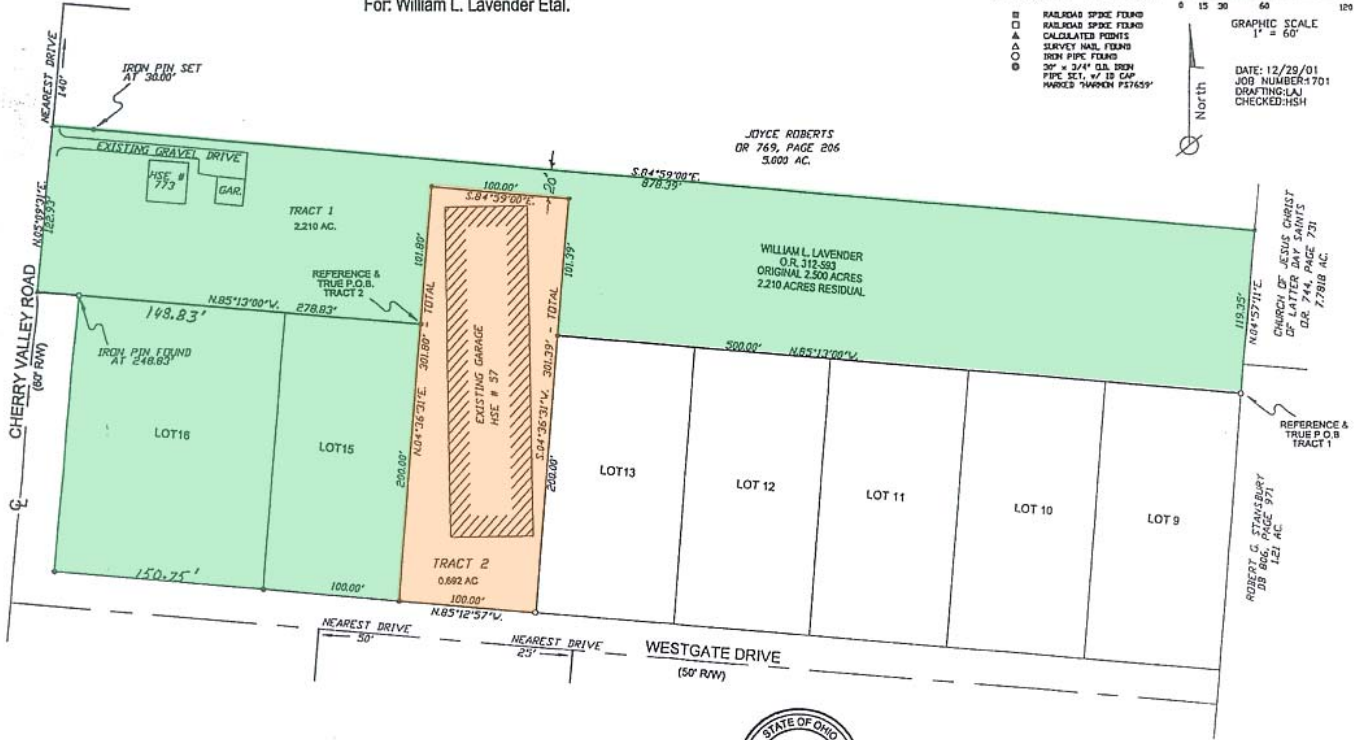 For: William L. Lavender Etal.
RAILROAD SPIKE FOUND
RAILROAD SPIKE FOUND
CALCULATED POINTS
SURVEY NAIL FOUND
IRON PIPE FOUND
30" x 3/4" O.D. IRON
PIPE SET, w/ ID CAP
MARKED "HARMON PS7659"
0 15 30 60 120
GRAPHIC SCALE
1" = 60'
North
DATE: 12/29/01
JOB NUMBER:1701
DRAFTING:LAJ
CHECKED:HSH
NEAREST DRIVE
140'
IRON PIN SET
AT 30.00'
JOYCE ROBERTS
OR 769, PAGE 206
5.000 AC.
EXISTING GRAVEL DRIVE
HSE #
773
GAR.
N.05°09'31"E.
122.93'
TRACT 1
2.210 AC.
100.00'
S.84°59'00"E.
20'
S.84°59'00"E.
878.39'
101.80'
101.39'
WILLIAM L. LAVENDER
O.R. 312-593
ORIGINAL 2.500 ACRES
2.210 ACRES RESIDUAL
CHURCH OF JESUS CHRIST
OF LATTER DAY SAINTS
O.R. 744, PAGE 731
7.7818 AC.
119.35'
N.04°57'11"E.
REFERENCE &
TRUE P.O.B.
TRACT 2
N.85°13'00"W. 278.83'
148.83'
IRON PIN FOUND
AT 248.83'
CHERRY VALLEY ROAD
(60' R/W)
N.04°36'31"E. 301.80' - TOTAL
EXISTING GARAGE
HSE # 57
S.04°36'31"W. 301.39' - TOTAL
500.00' N.85°13'00"W.
REFERENCE &
TRUE P.O.B
TRACT 1
LOT16
LOT15
200.00'
200.00'
LOT13
LOT 12
LOT 11
LOT 10
LOT 9
ROBERT G. STANSBURY
DB 806, PAGE 971
1.21 AC.
CL
TRACT 2
0.692 AC
150.75'
100.00'
100.00'
N.85°12'57"W.
NEAREST DRIVE
50'
NEAREST DRIVE
25'
WESTGATE DRIVE
(50' R/W)
STATE OF OHIO